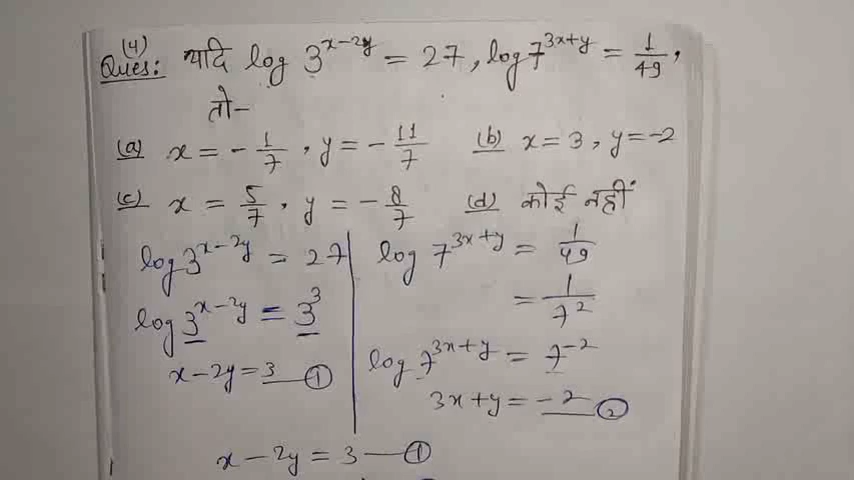 (4)
Ques: यदि log 3^{x-2y} = 27, log 7^{3x+y} = 1/49,
तो-
(a) x = -1/7, y = -11/7 (b) x = 3, y = -2
(c) x = 5/7, y = -8/7 (d) कोई नहीं
log 3^{x-2y} = 27
log 3^{x-2y} = 3^3
x-2y = 3 — ①
log 7^{3x+y} = 1/49
= 1/7^2
log 7^{3x+y} = 7^{-2}
3x+y = -2 — ②
x-2y = 3 — ①